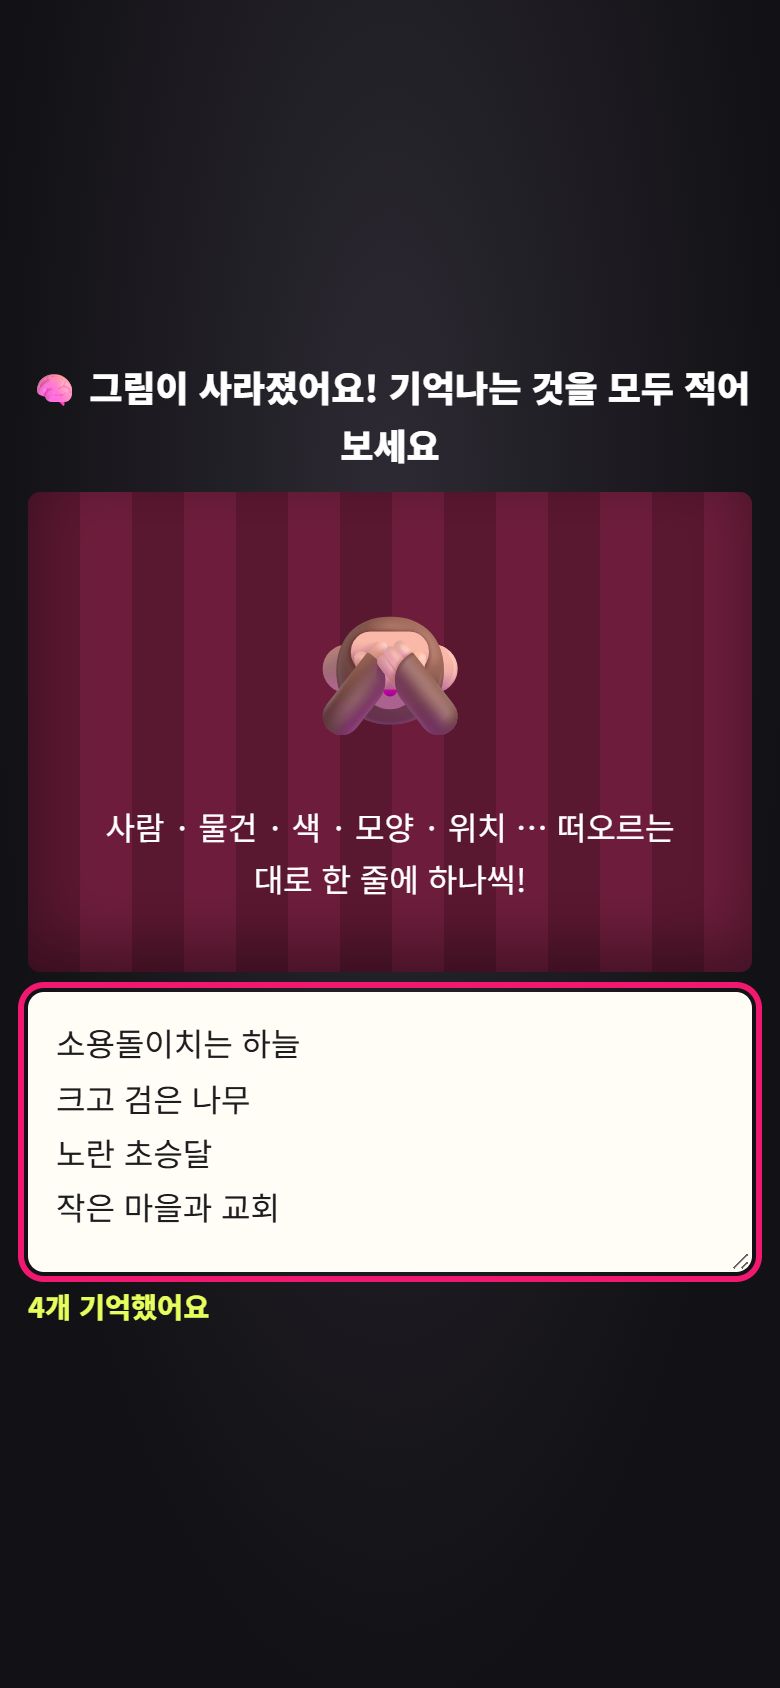 🧠 그림이 사라졌어요! 기억나는 것을 모두 적어
보세요
사람 · 물건 · 색 · 모양 · 위치 … 떠오르는
대로 한 줄에 하나씩!
소용돌이치는 하늘
크고 검은 나무
노란 초승달
작은 마을과 교회
4개 기억했어요